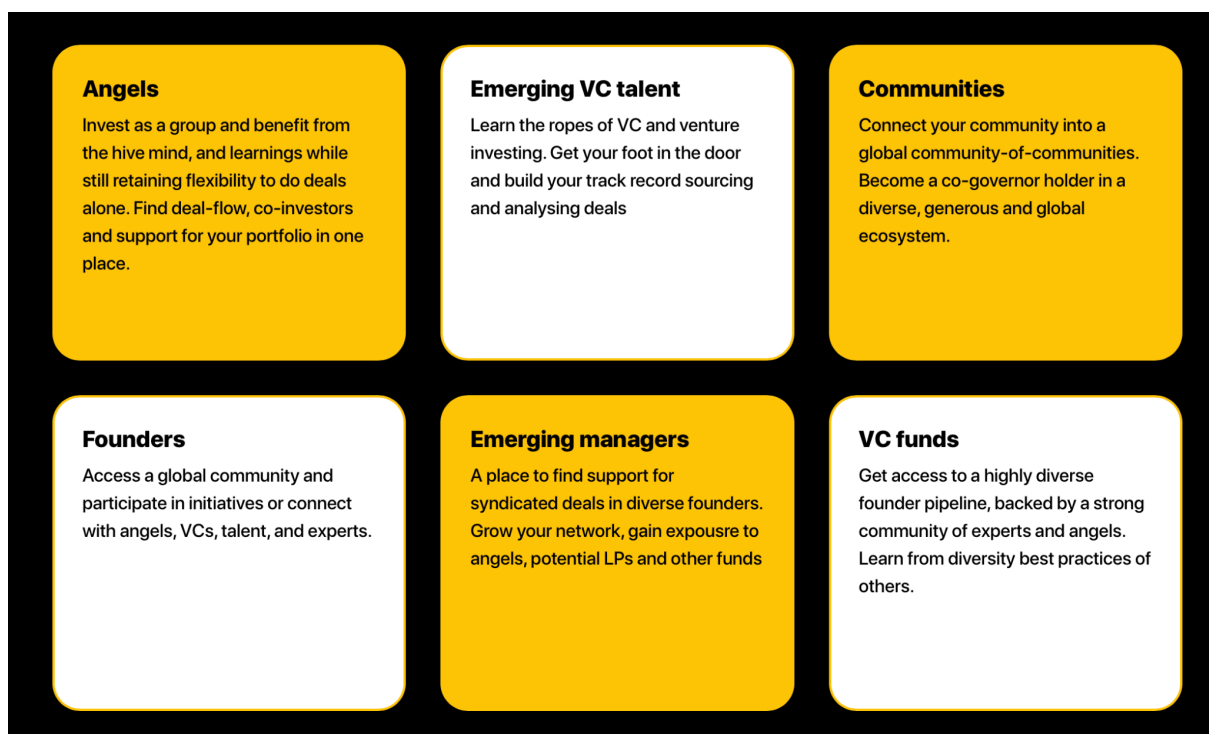 Angels
Invest as a group and benefit from
the hive mind, and learnings while
still retaining flexibility to do deals
alone. Find deal-flow, co-investors
and support for your portfolio in one
place.
Emerging VC talent
Learn the ropes of VC and venture
investing. Get your foot in the door
and build your track record sourcing
and analysing deals
Communities
Connect your community into a
global community-of-communities.
Become a co-governor holder in a
diverse, generous and global
ecosystem.
Founders
Access a global community and
participate in initiatives or connect
with angels, VCs, talent, and experts.
Emerging managers
A place to find support for
syndicated deals in diverse founders.
Grow your network, gain expousre to
angels, potential LPs and other funds
VC funds
Get access to a highly diverse
founder pipeline, backed by a strong
community of experts and angels.
Learn from diversity best practices of
others.